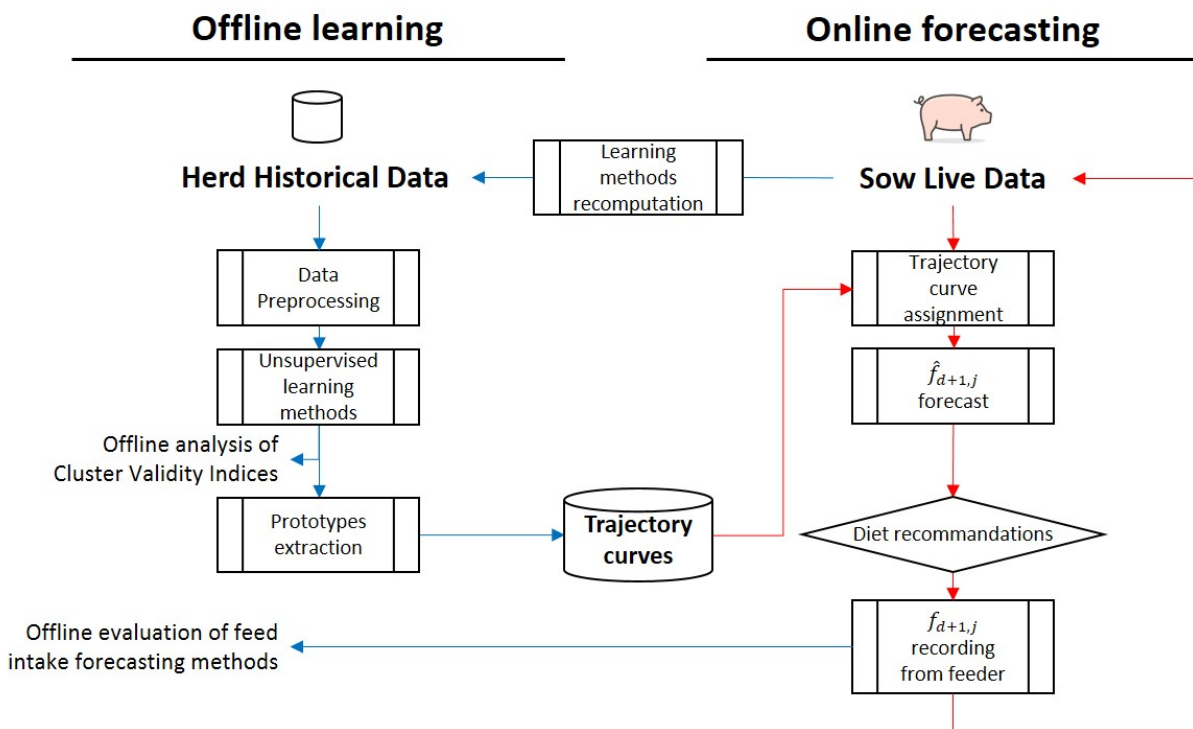 Offline learning
Online forecasting
Herd Historical Data
Learning
methods
recomputation
Sow Live Data
Data
Preprocessing
Unsupervised
learning
methods
Offline analysis of
Cluster Validity Indices
Prototypes
extraction
Trajectory
curves
Trajectory
curve
assignment
f̂d+1,j
forecast
Diet recommandations
fd+1,j
recording
from feeder
Offline evaluation of feed
intake forecasting methods